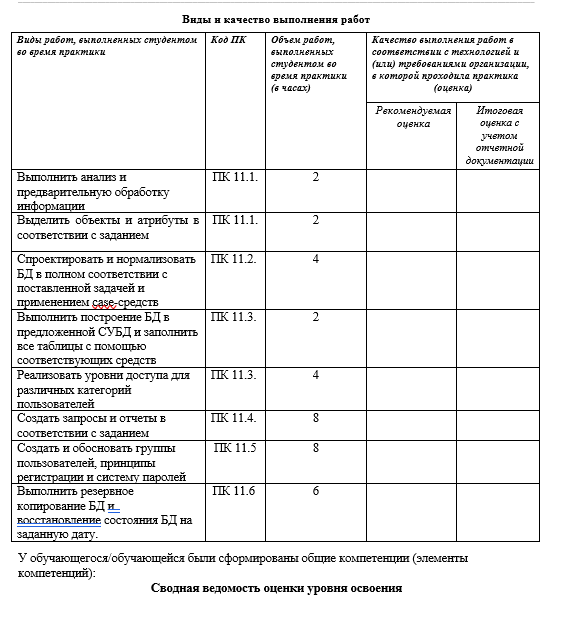 Виды и качество выполнения работ
Виды работ, выполненных студентом
во время практики
Код ПК
Объем работ,
выполненных
студентом во
время практики
(в часах)
Качество выполнения работ в
соответствии с технологией и
(или) требованиями организации,
в которой проходила практика
(оценка)
Рекомендуемая
оценка
Итоговая
оценка с
учетом
отчетной
документации
Выполнить анализ и
предварительную обработку
информации
ПК 11.1.
2
Выделить объекты и атрибуты в
соответствии с заданием
ПК 11.1.
2
Спроектировать и нормализовать
БД в полном соответствии с
поставленной задачей и
применением case-средств
ПК 11.2.
4
Выполнить построение БД в
предложенной СУБД и заполнить
все таблицы с помощью
соответствующих средств
ПК 11.3.
2
Реализовать уровни доступа для
различных категорий
пользователей
ПК 11.3.
4
Создать запросы и отчеты в
соответствии с заданием
ПК 11.4.
8
Создать и обосновать группы
пользователей, принципы
регистрации и систему паролей
ПК 11.5
8
Выполнить резервное
копирование БД и
восстановление состояния БД на
заданную дату.
ПК 11.6
6
У обучающегося/обучающейся были сформированы общие компетенции (элементы
компетенций):
Сводная ведомость оценки уровня освоения